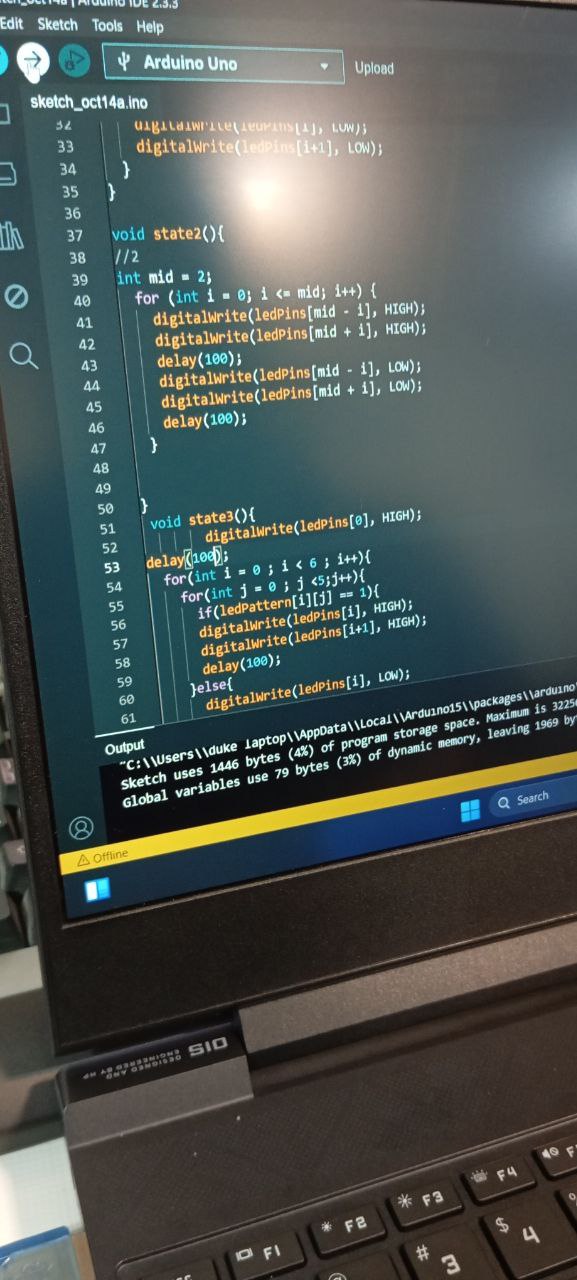 Arduino IDE 2.3.3
Edit Sketch Tools Help
Arduino Uno
Upload
sketch_oct14a.ino
32 digitalWrite(ledPins[i], LOW);
33 digitalWrite(ledPins[i+1], LOW);
34 }
35 }
36
37 void state2(){
38 //2
39 int mid = 2;
40 for (int i = 0; i <= mid; i++) {
41 digitalWrite(ledPins[mid - i], HIGH);
42 digitalWrite(ledPins[mid + i], HIGH);
43 delay(100);
44 digitalWrite(ledPins[mid - i], LOW);
45 digitalWrite(ledPins[mid + i], LOW);
46 delay(100);
47 }
48
49
50 }
51 void state3(){
52 digitalWrite(ledPins[0], HIGH);
53 delay(100);
54 for(int i = 0 ; i < 6 ; i++){
55 for(int j = 0 ; j <5;j++){
56 if(ledPattern[i][j] == 1){
57 digitalWrite(ledPins[i], HIGH);
58 digitalWrite(ledPins[i+1], HIGH);
59 delay(100);
60 }else{
61 digitalWrite(ledPins[i], LOW);
Output
"C:\\Users\\duke laptop\\AppData\\Local\\Arduino15\\packages\\arduino
Sketch uses 1446 bytes (4%) of program storage space. Maximum is 3225
Global variables use 79 bytes (3%) of dynamic memory, leaving 1969 by
Offline
Search
SIO
DESIGNED AND
ENGINEERED BY HP
F1 F2 F3 F4
# 3 $ 4